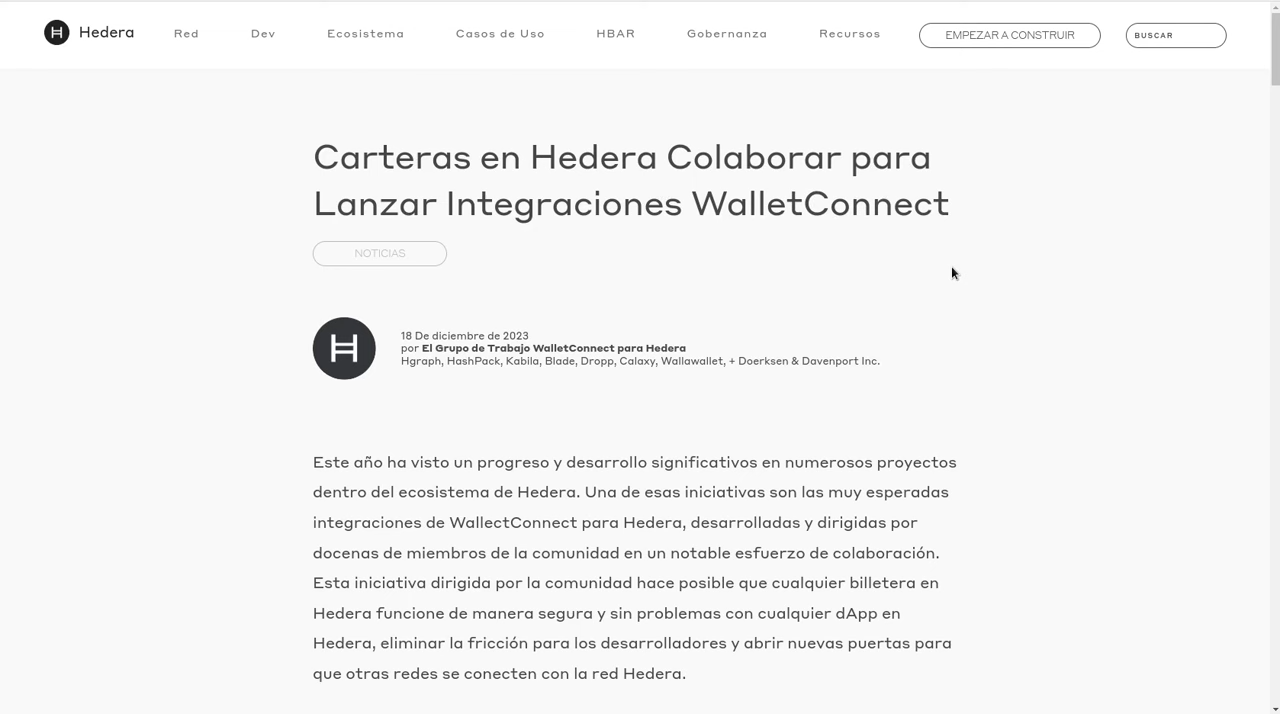 Hedera Red Dev Ecosistema Casos de Uso HBAR Gobernanza Recursos EMPEZAR A CONSTRUIR BUSCAR
Carteras en Hedera Colaborar para
Lanzar Integraciones WalletConnect
NOTICIAS
18 De diciembre de 2023
por El Grupo de Trabajo WalletConnect para Hedera
Hgraph, HashPack, Kabila, Blade, Dropp, Calaxy, Wallawallet, + Doerksen & Davenport Inc.
Este año ha visto un progreso y desarrollo significativos en numerosos proyectos
dentro del ecosistema de Hedera. Una de esas iniciativas son las muy esperadas
integraciones de WallectConnect para Hedera, desarrolladas y dirigidas por
docenas de miembros de la comunidad en un notable esfuerzo de colaboración.
Esta iniciativa dirigida por la comunidad hace posible que cualquier billetera en
Hedera funcione de manera segura y sin problemas con cualquier dApp en
Hedera, eliminar la fricción para los desarrolladores y abrir nuevas puertas para
que otras redes se conecten con la red Hedera.